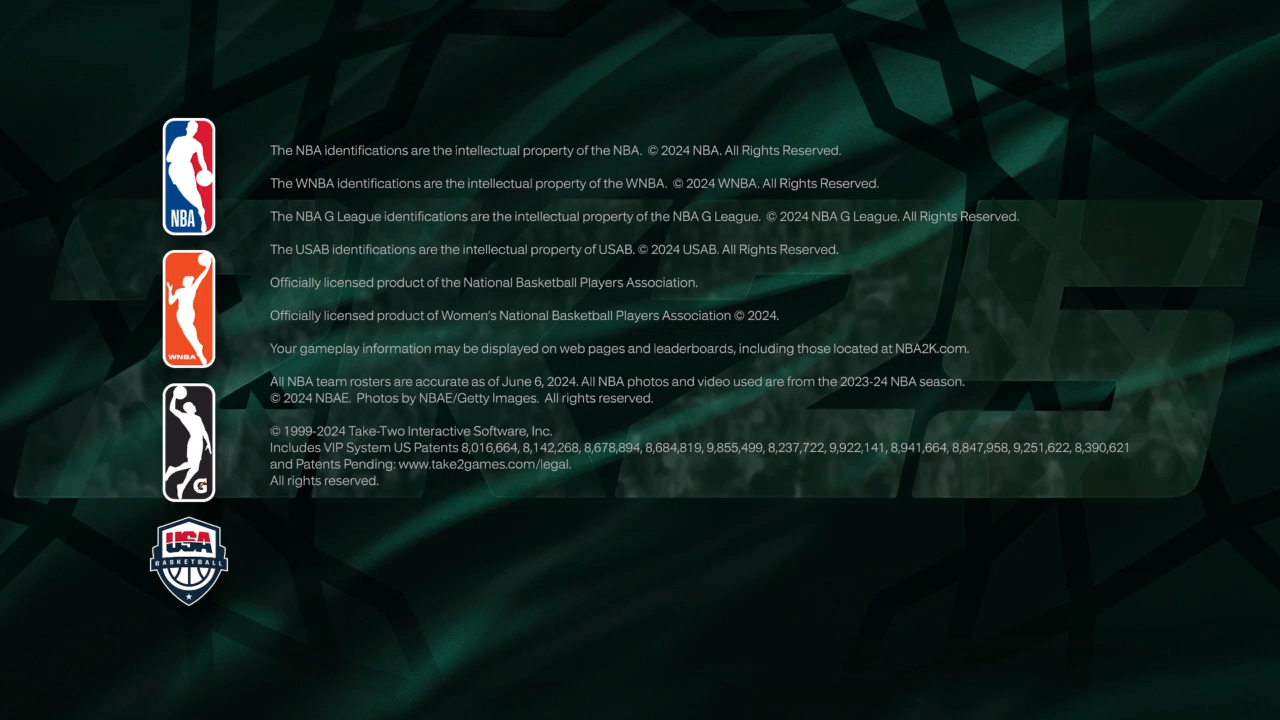 The NBA identifications are the intellectual property of the NBA. © 2024 NBA. All Rights Reserved.
The WNBA identifications are the intellectual property of the WNBA. © 2024 WNBA. All Rights Reserved.
The NBA G League identifications are the intellectual property of the NBA G League. © 2024 NBA G League. All Rights Reserved.
NBA
The USAB identifications are the intellectual property of USAB. © 2024 USAB. All Rights Reserved.
Officially licensed product of the National Basketball Players Association.
Officially licensed product of Women's National Basketball Players Association © 2024.
Your gameplay information may be displayed on web pages and leaderboards, including those located at NBA2K.com.
WNBA
All NBA team rosters are accurate as of June 6, 2024. All NBA photos and video used are from the 2023-24 NBA season.
© 2024 NBAE. Photos by NBAE/Getty Images. All rights reserved.
© 1999-2024 Take-Two Interactive Software, Inc.
Includes VIP System US Patents 8,016,664, 8,142,268, 8,678,894, 8,684,819, 9,855,499, 8,237,722, 9,922,141, 8,941,664, 8,847,958, 9,251,622, 8,390,621
and Patents Pending: www.take2games.com/legal.
All rights reserved.
G
USA
BASKETBALL
2K25